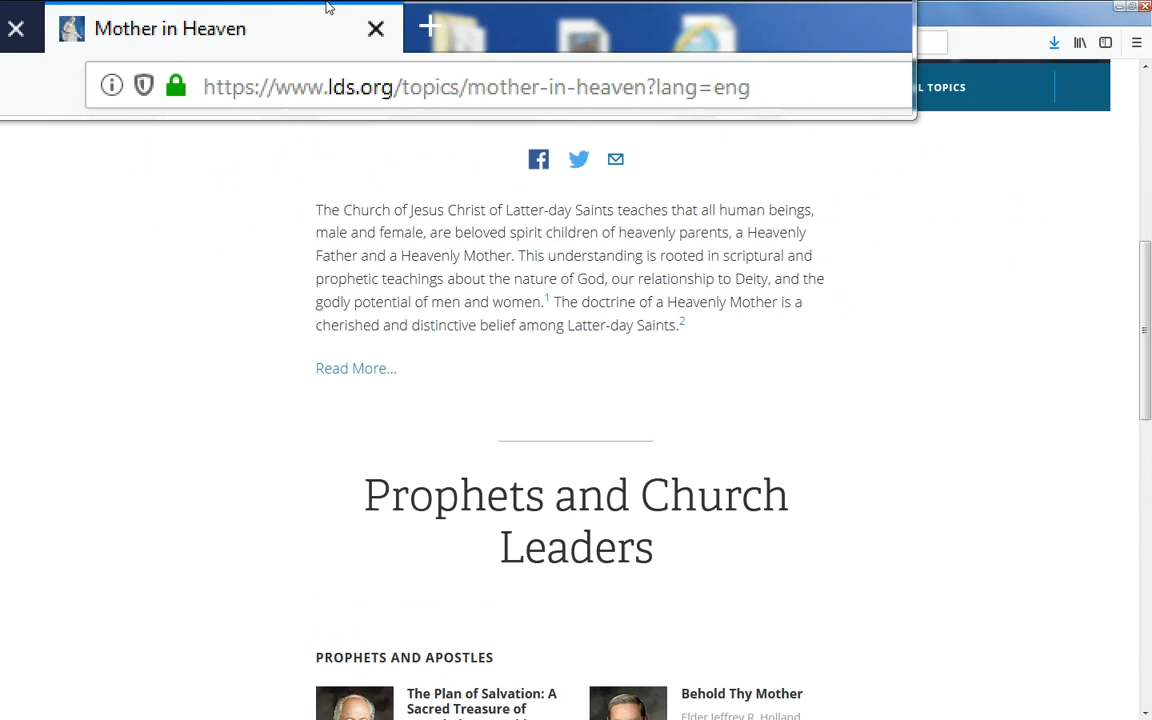 Mother in Heaven
https://www.lds.org/topics/mother-in-heaven?lang=eng
L TOPICS
The Church of Jesus Christ of Latter-day Saints teaches that all human beings,
male and female, are beloved spirit children of heavenly parents, a Heavenly
Father and a Heavenly Mother. This understanding is rooted in scriptural and
prophetic teachings about the nature of God, our relationship to Deity, and the
godly potential of men and women.1 The doctrine of a Heavenly Mother is a
cherished and distinctive belief among Latter-day Saints.2
Read More...
Prophets and Church
Leaders
PROPHETS AND APOSTLES
The Plan of Salvation: A
Sacred Treasure of
Behold Thy Mother
Elder Jeffrey R. Holland